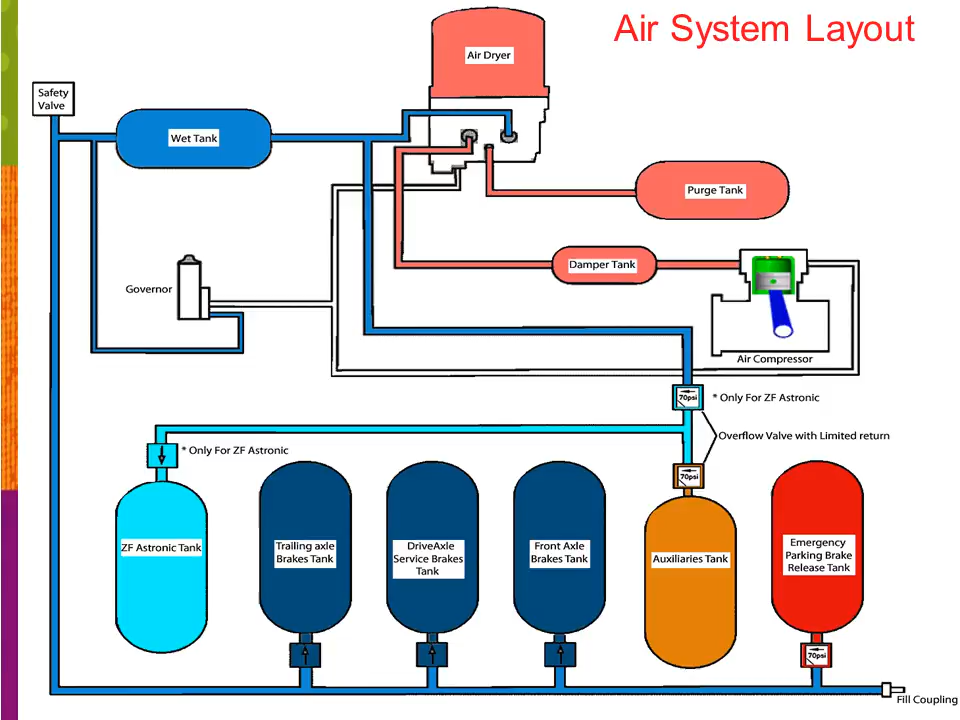 Air System Layout
Air Dryer
Safety
Valve
Wet Tank
Purge Tank
Damper Tank
Governor
Air Compressor
70psi
* Only For ZF Astronic
Overflow Valve with Limited return
* Only For ZF Astronic
70psi
ZF Astronic Tank
Trailing axle
Brakes Tank
DriveAxle
Service Brakes
Tank
Front Axle
Brakes Tank
Auxiliaries Tank
Emergency
Parking Brake
Release Tank
70psi
Fill Coupling